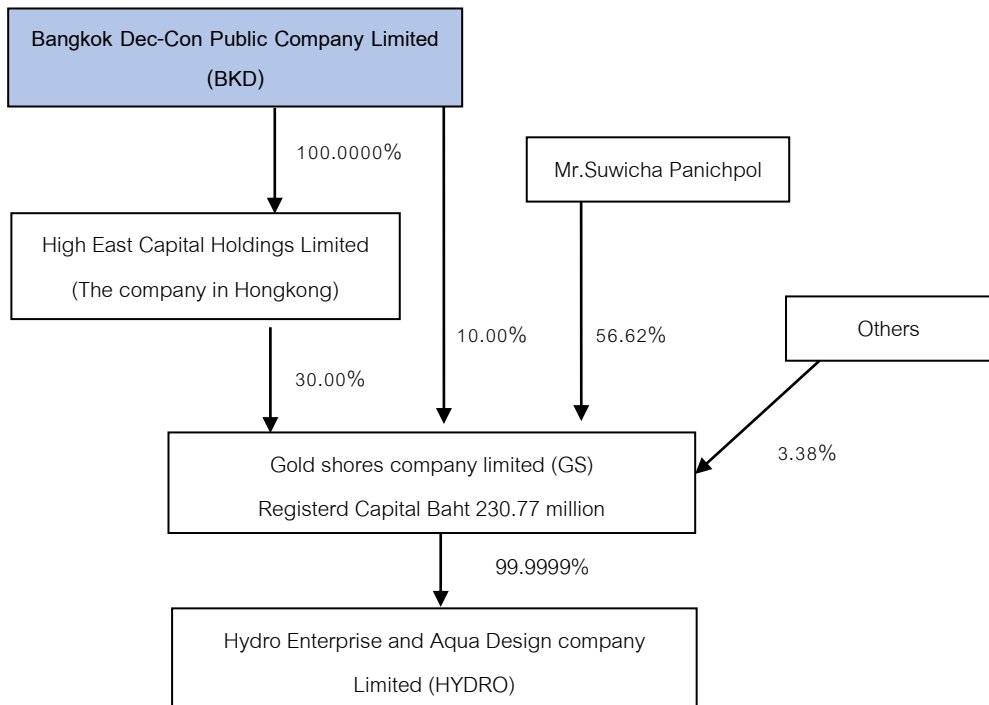 Bangkok Dec-Con Public Company Limited
(BKD)
100.0000%
Mr.Suwicha Panichpol
High East Capital Holdings Limited
(The company in Hongkong)
Others
10.00%
56.62%
30.00%
3.38%
Gold shores company limited (GS)
Registerd Capital Baht 230.77 million
99.9999%
Hydro Enterprise and Aqua Design company
Limited (HYDRO)